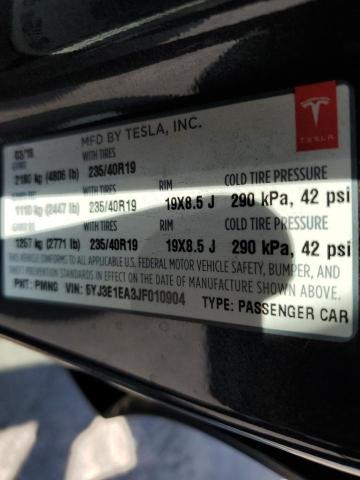 MFD BY TESLA, INC.
03/18
GVWR WITH TIRES
2180 kg (4806 lb) 235/40R19
WITH TIRES RIM COLD TIRE PRESSURE
1110 kg (2447 lb) 235/40R19 19X8.5 J 290 kPa, 42 psi
WITH TIRES RIM COLD TIRE PRESSURE
1257 kg (2771 lb) 235/40R19 19X8.5 J 290 kPa, 42 psi
THIS VEHICLE CONFORMS TO ALL APPLICABLE U.S. FEDERAL MOTOR VEHICLE SAFETY, BUMPER, AND
THEFT PREVENTION STANDARDS IN EFFECT ON THE DATE OF MANUFACTURE SHOWN ABOVE.
PNT: PMNG VIN: 5YJ3E1EA3JF010904 TYPE: PASSENGER CAR
TESLA